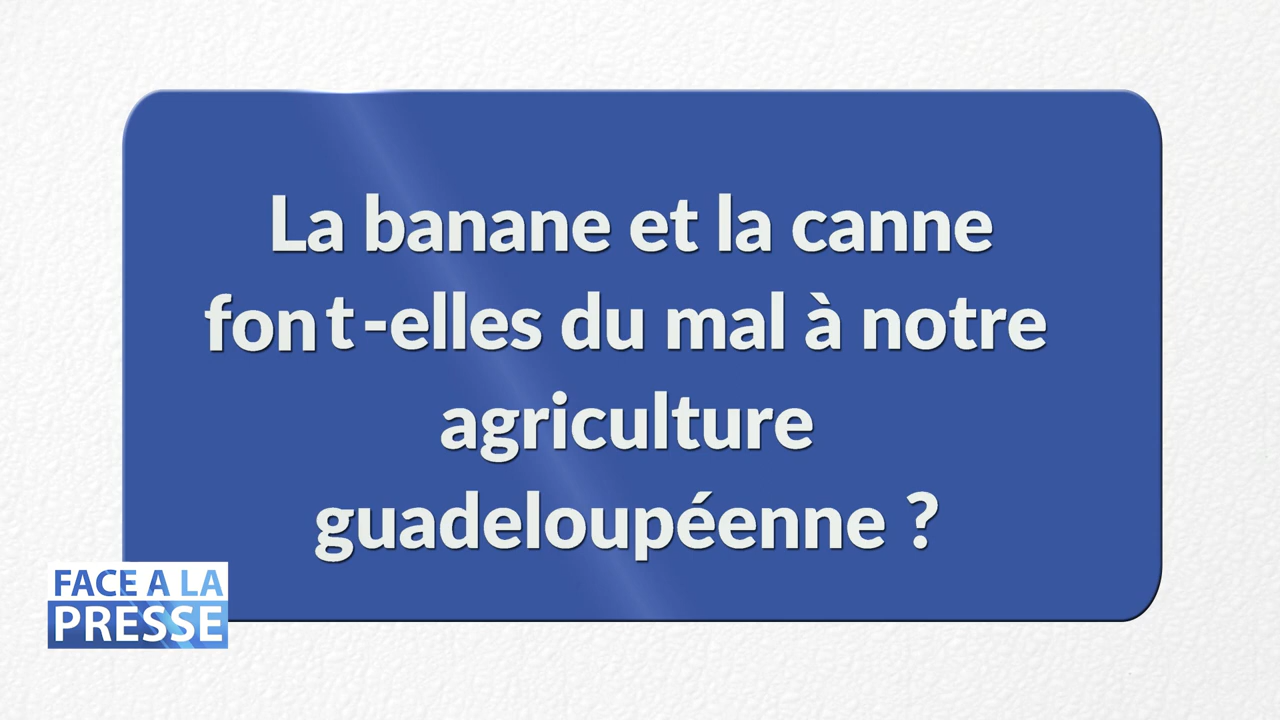 La banane et la canne
font-elles du mal à notre
agriculture
guadeloupéenne ?
FACE A LA
PRESSE